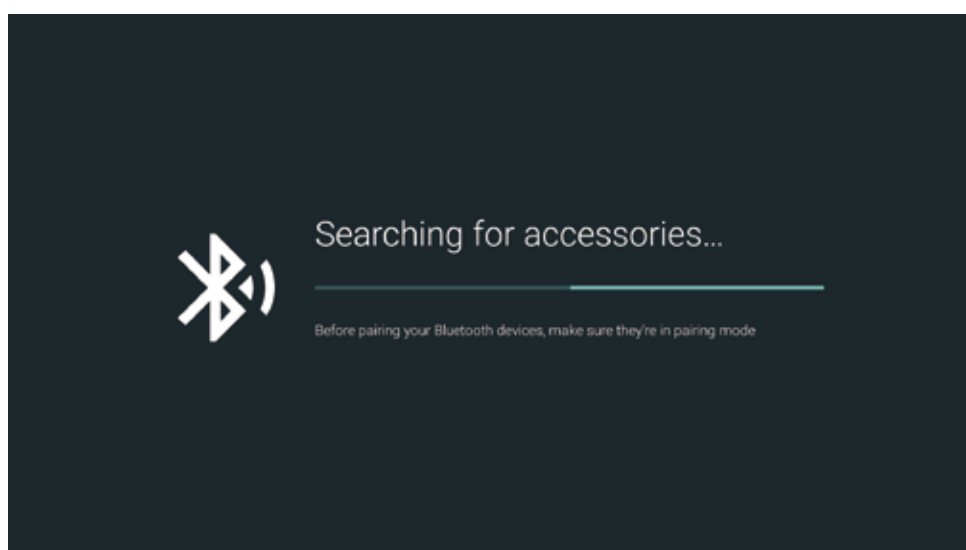 Searching for accessories...
Before pairing your Bluetooth devices, make sure they're in pairing mode